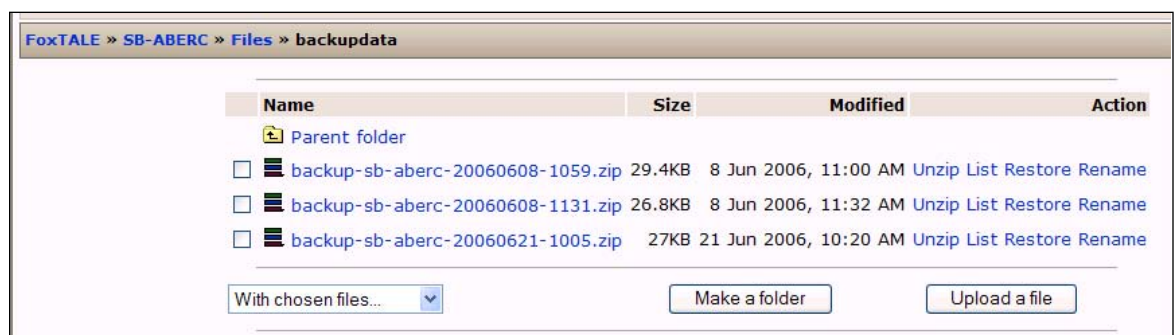 FoxTALE » SB-ABERC » Files » backupdata
Name Size Modified Action
Parent folder
backup-sb-aberc-20060608-1059.zip 29.4KB 8 Jun 2006, 11:00 AM Unzip List Restore Rename
backup-sb-aberc-20060608-1131.zip 26.8KB 8 Jun 2006, 11:32 AM Unzip List Restore Rename
backup-sb-aberc-20060621-1005.zip 27KB 21 Jun 2006, 10:20 AM Unzip List Restore Rename
With chosen files... Make a folder Upload a file